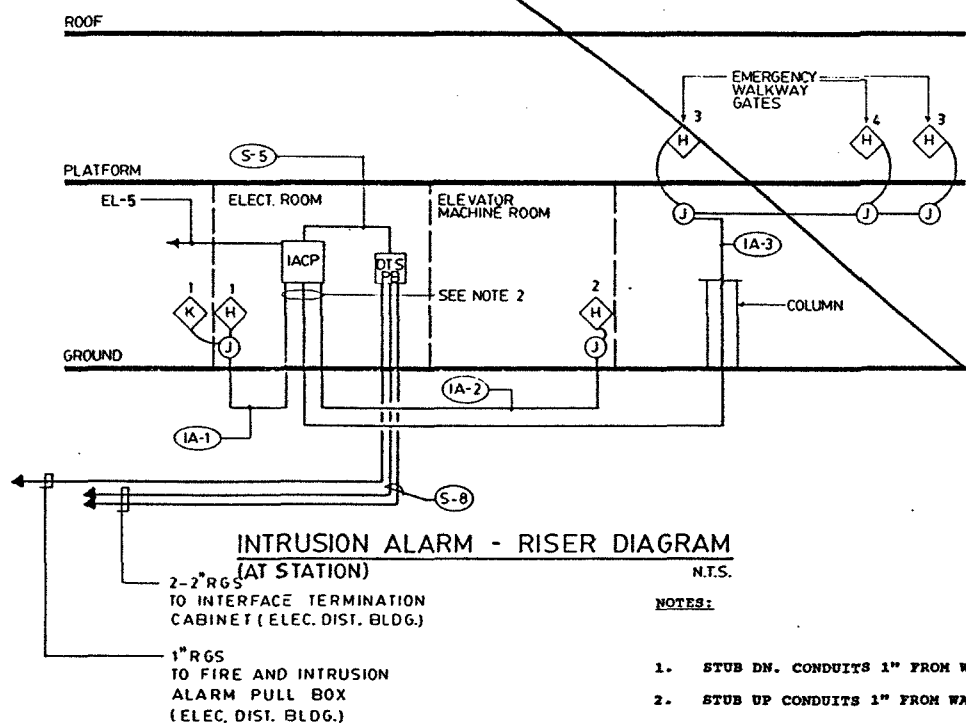 ROOF
EMERGENCY
WALKWAY
GATES
3
4
3
H
H
H
S-5
PLATFORM
EL-5
ELECT. ROOM
ELEVATOR
MACHINE ROOM
J
J
J
IACP
DTS
PB
IA-3
SEE NOTE 2
COLUMN
1
1
2
K
H
H
J
J
GROUND
IA-2
IA-1
S-8
INTRUSION ALARM - RISER DIAGRAM
(AT STATION)
N.T.S.
2-2"RGS
TO INTERFACE TERMINATION
CABINET (ELEC. DIST. BLDG.)
1"RGS
TO FIRE AND INTRUSION
ALARM PULL BOX
(ELEC, DIST. BLDG.)
NOTES:
1. STUB DN. CONDUITS 1" FROM W
2. STUB UP CONDUITS 1" FROM WA